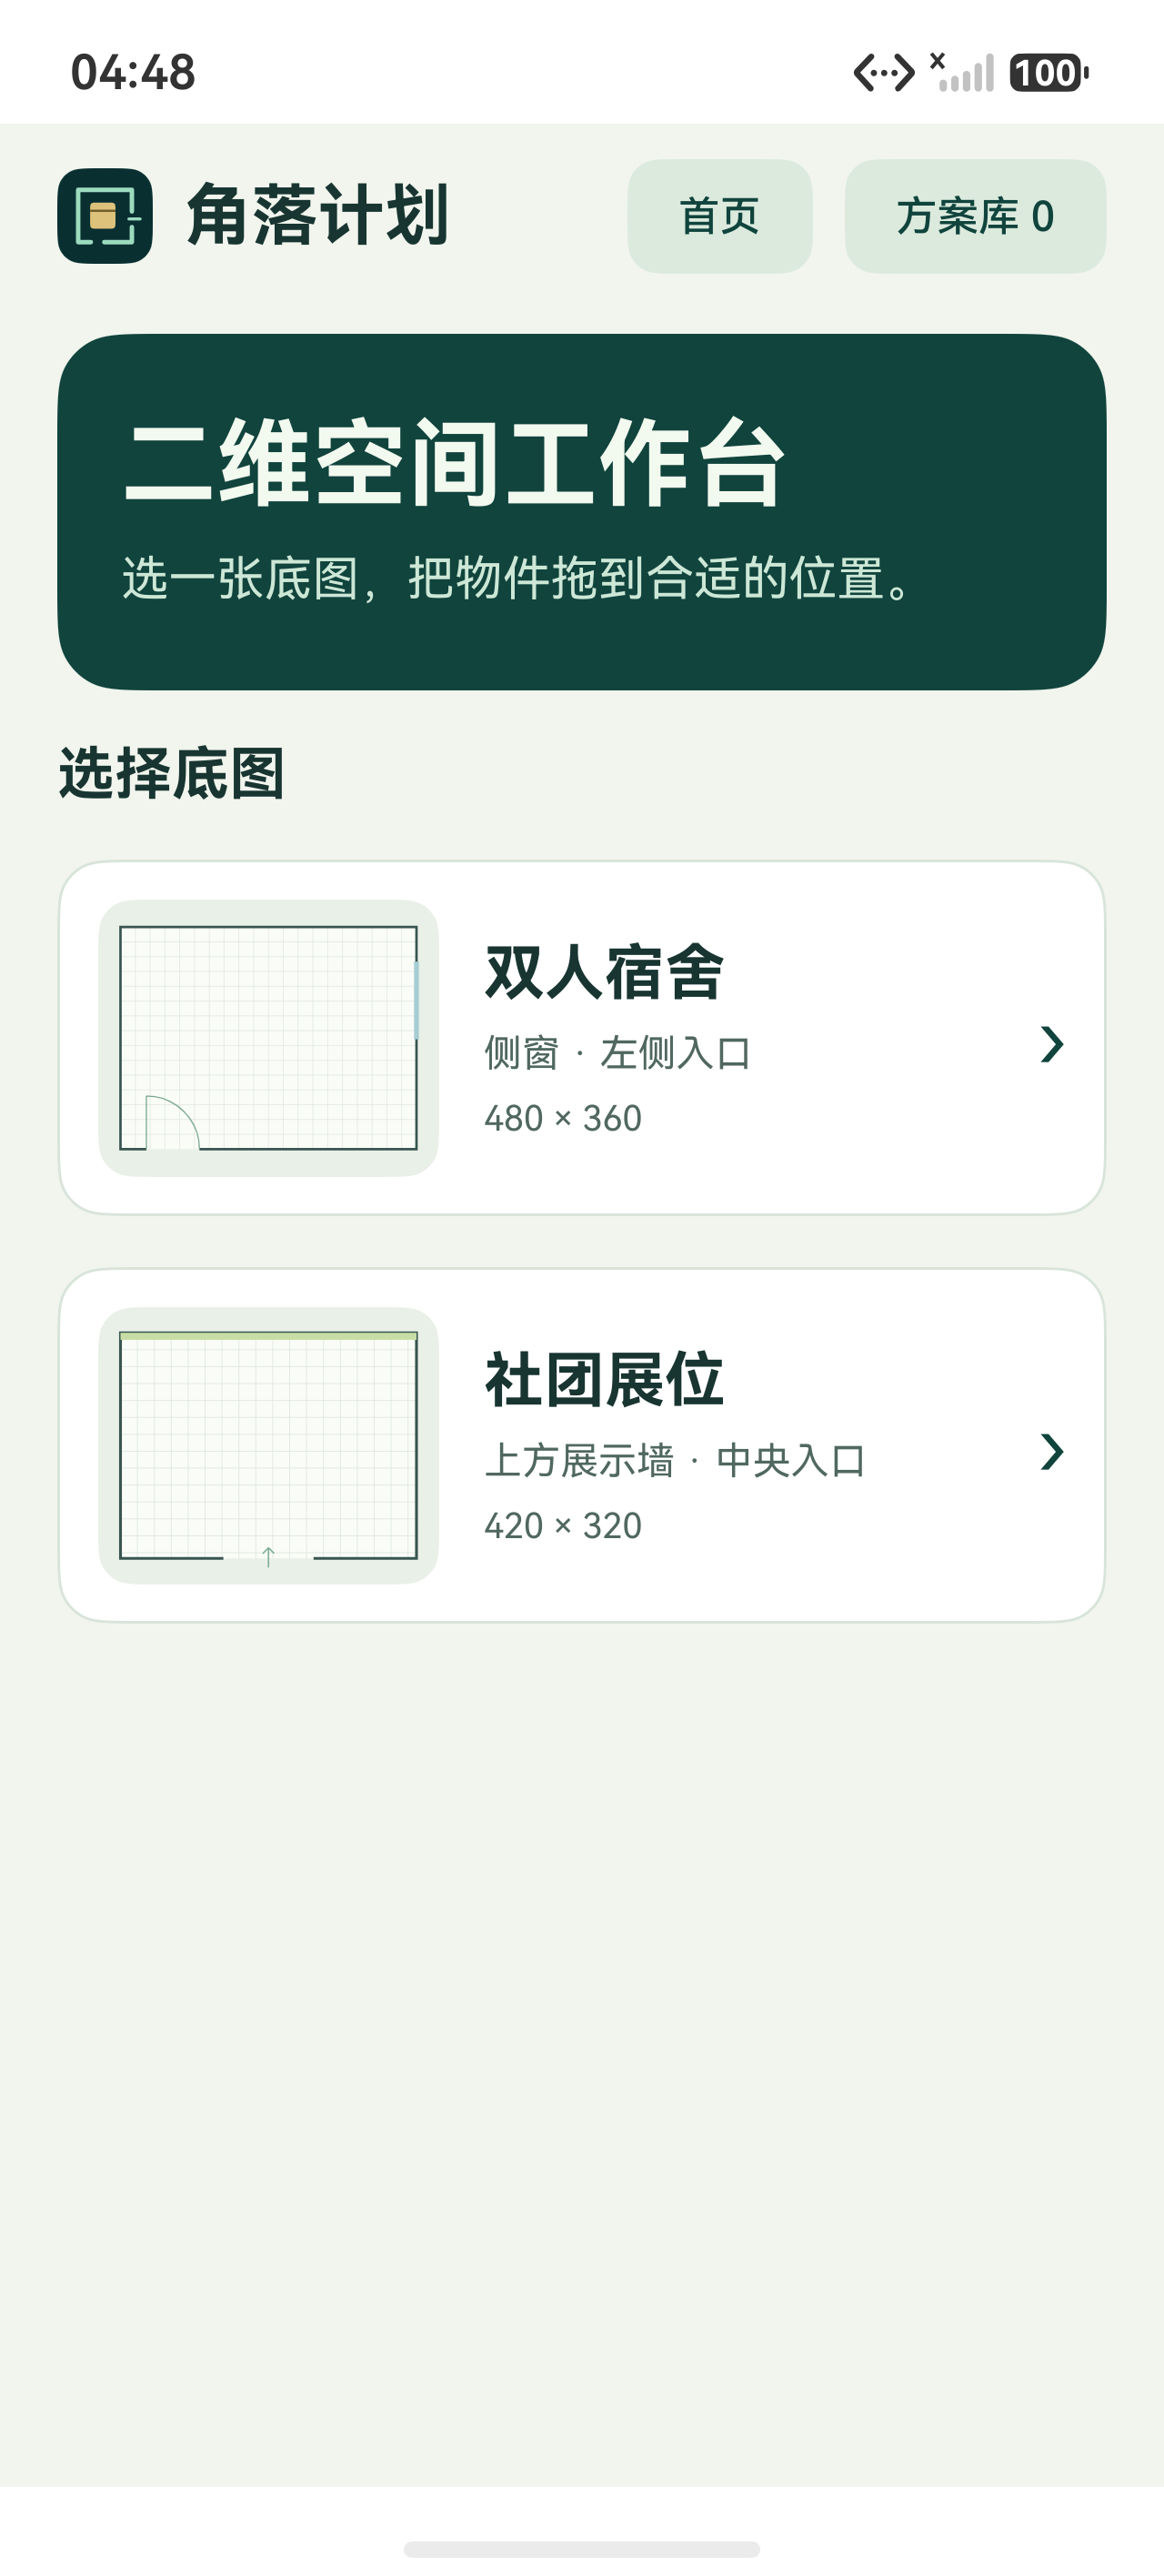 04:48
100
角落计划
首页
方案库 0
二维空间工作台
选一张底图，把物件拖到合适的位置。
选择底图
双人宿舍
侧窗 · 左侧入口
480 × 360
社团展位
上方展示墙 · 中央入口
420 × 320